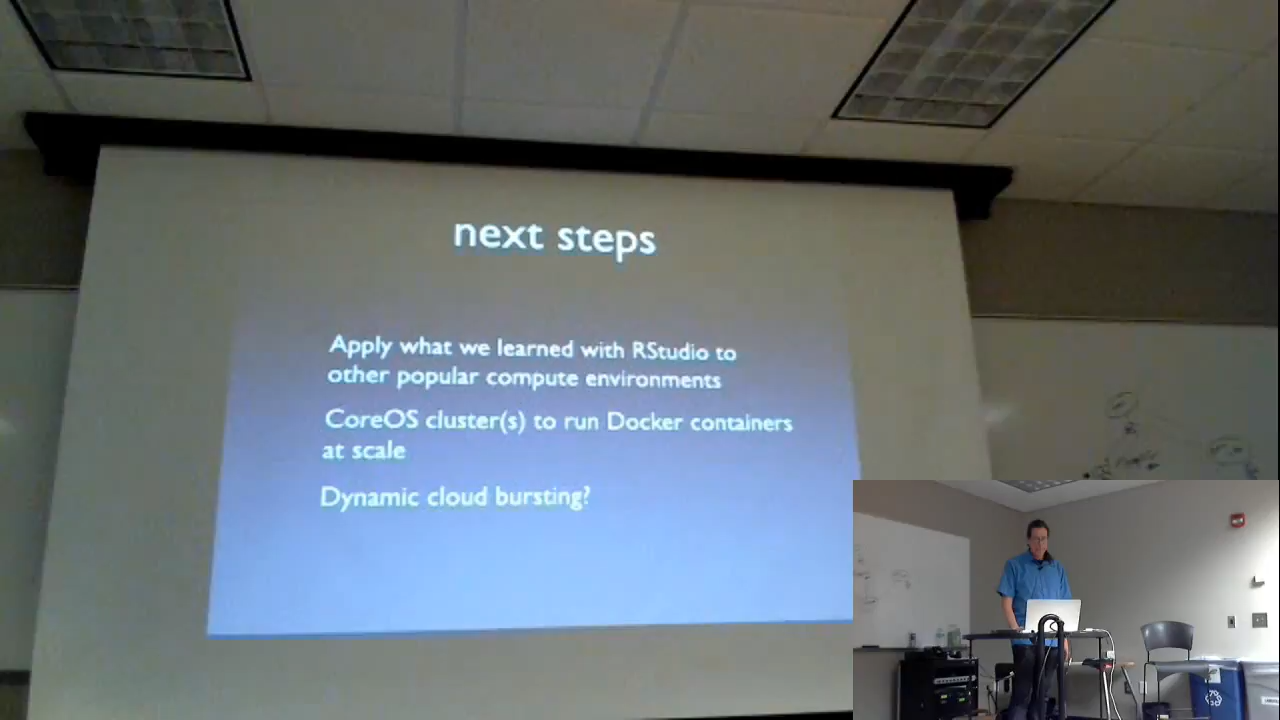 next steps
Apply what we learned with RStudio to
other popular compute environments
CoreOS cluster(s) to run Docker containers
at scale
Dynamic cloud bursting?